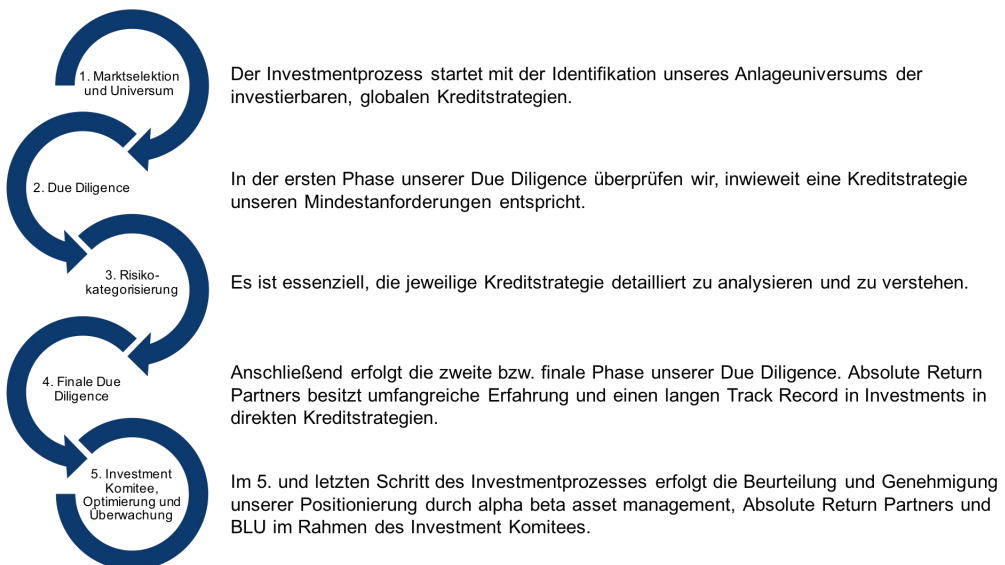 1. Marktselektion
und Universum
Der Investmentprozess startet mit der Identifikation unseres Anlageuniversums der
investierbaren, globalen Kreditstrategien.
2. Due Diligence
In der ersten Phase unserer Due Diligence überprüfen wir, inwieweit eine Kreditstrategie
unseren Mindestanforderungen entspricht.
3. Risiko-
kategorisierung
Es ist essenziell, die jeweilige Kreditstrategie detailliert zu analysieren und zu verstehen.
4. Finale Due
Diligence
Anschließend erfolgt die zweite bzw. finale Phase unserer Due Diligence. Absolute Return
Partners besitzt umfangreiche Erfahrung und einen langen Track Record in Investments in
direkten Kreditstrategien.
5. Investment
Komitee,
Optimierung und
Überwachung
Im 5. und letzten Schritt des Investmentprozesses erfolgt die Beurteilung und Genehmigung
unserer Positionierung durch alpha beta asset management, Absolute Return Partners und
BLU im Rahmen des Investment Komitees.